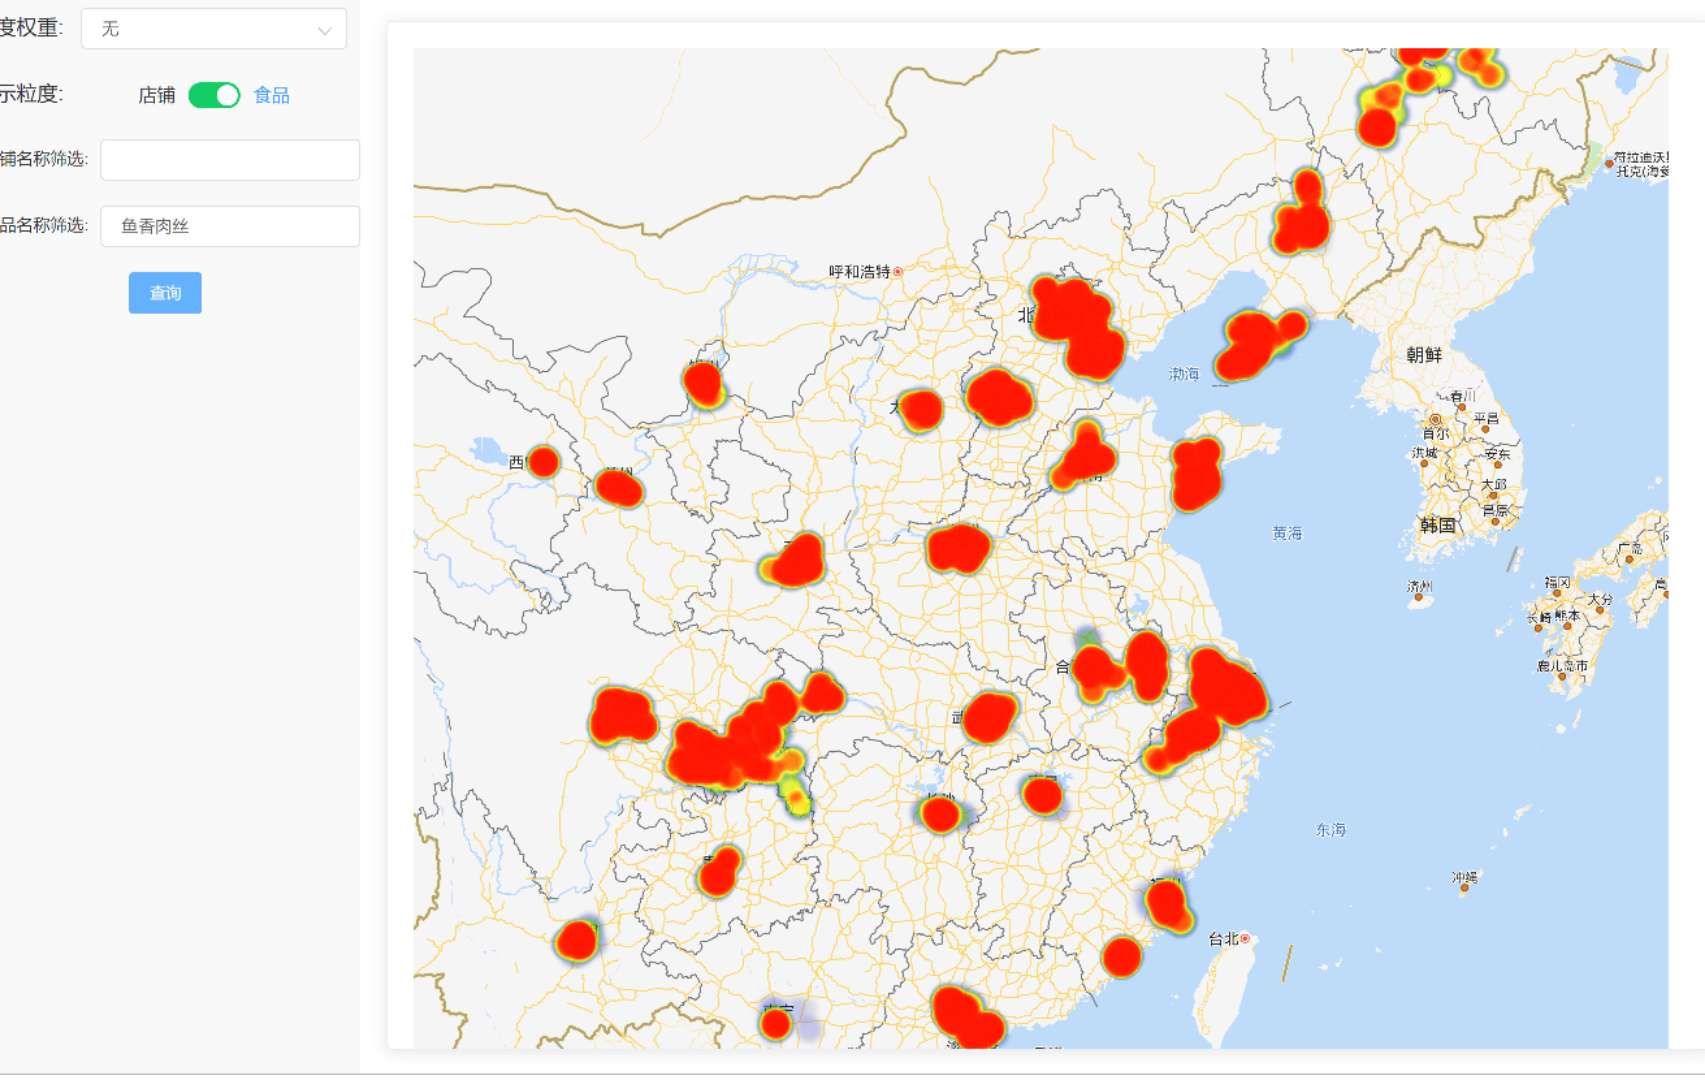 度权重:
无
示粒度:
店铺
食品
铺名称筛选:
品名称筛选:
鱼香肉丝
查询
符拉迪沃
托克(海参
呼和浩特
北
朝鲜
渤海
春川
平昌
首尔
洪城
安东
大邱
昌原
韩国
西
黄海
济州
广岛
福冈
大分
长崎
熊本
高
鹿儿岛市
合
武
东海
冲绳
台北
南宁